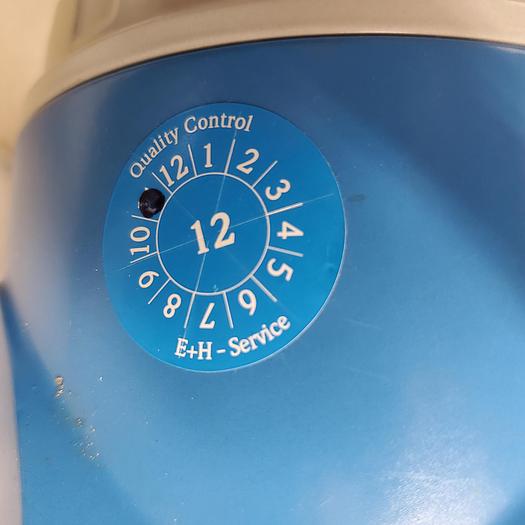 Quality Control
12 1 2 3 4 5 6 7 8 9 10
12
E+H - Service